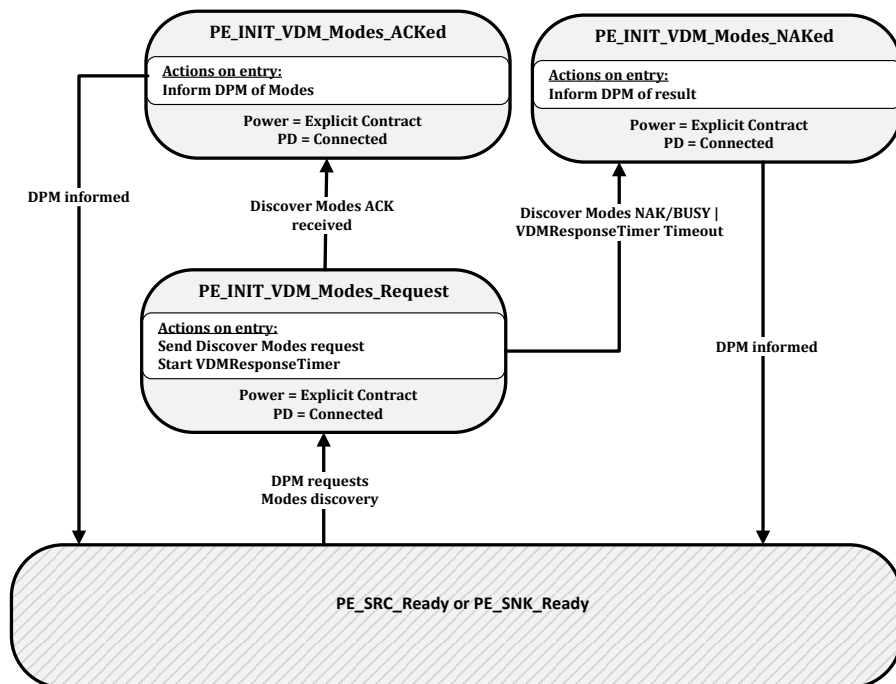 PE_INIT_VDM_Modes_ACKed
Actions on entry:
Inform DPM of Modes
Power = Explicit Contract
PD = Connected
PE_INIT_VDM_Modes_NAKed
Actions on entry:
Inform DPM of result
Power = Explicit Contract
PD = Connected
DPM informed
Discover Modes ACK
received
Discover Modes NAK/BUSY |
VDMResponseTimer Timeout
PE_INIT_VDM_Modes_Request
Actions on entry:
Send Discover Modes request
Start VDMResponseTimer
Power = Explicit Contract
PD = Connected
DPM informed
DPM requests
Modes discovery
PE_SRC_Ready or PE_SNK_Ready